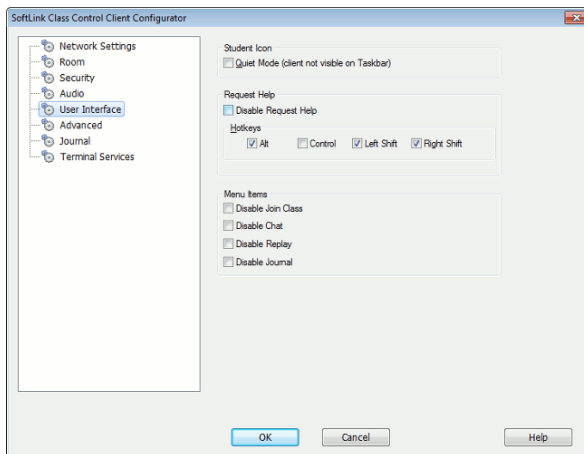 SoftLink Class Control Client Configurator
Network Settings
Room
Security
Audio
User Interface
Advanced
Journal
Terminal Services
Student Icon
Quiet Mode (client not visible on Taskbar)
Request Help
Disable Request Help
Hotkeys
Alt Control Left Shift Right Shift
Menu Items
Disable Join Class
Disable Chat
Disable Replay
Disable Journal
OK Cancel Help